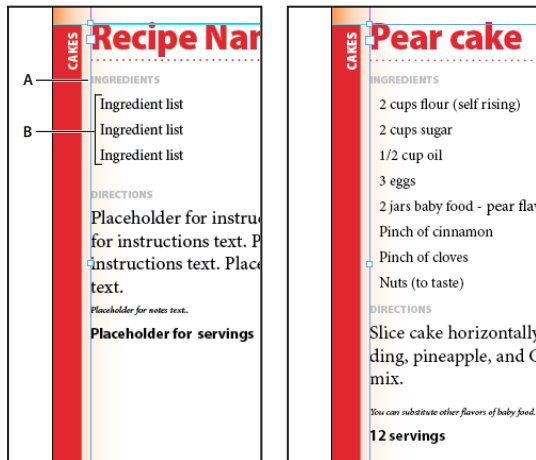 CAKES
Recipe Nar
A
INGREDIENTS
B
Ingredient list
Ingredient list
Ingredient list
DIRECTIONS
Placeholder for instru
for instructions text. P
instructions text. Place
text.
Placeholder for notes text..
Placeholder for servings
CAKES
Pear cake
INGREDIENTS
2 cups flour (self rising)
2 cups sugar
1/2 cup oil
3 eggs
2 jars baby food - pear flav
Pinch of cinnamon
Pinch of cloves
Nuts (to taste)
DIRECTIONS
Slice cake horizontally
ding, pineapple, and C
mix.
You can substitute other flavors of baby food.
12 servings